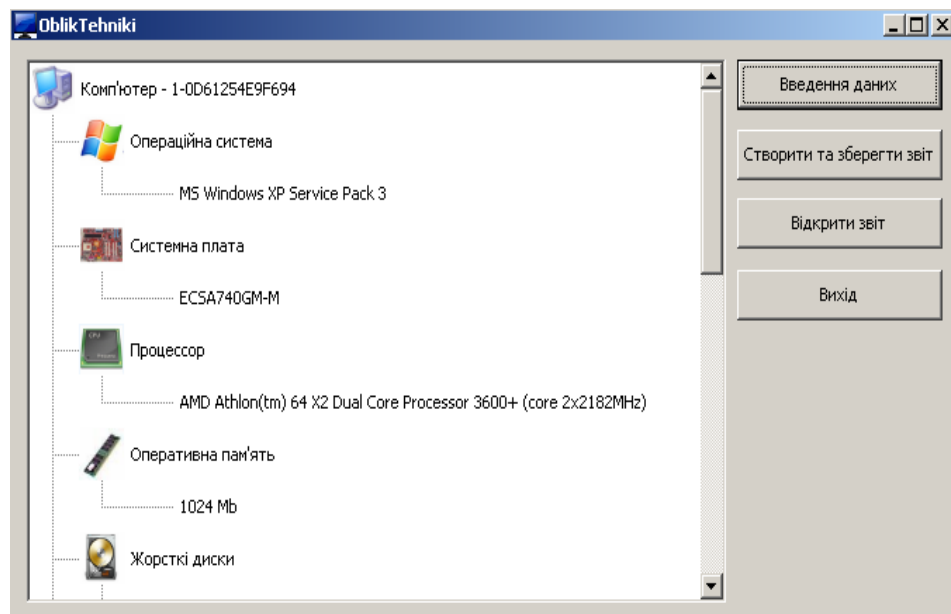 OblikTehniki
Комп'ютер - 1-0D61254E9F694
Операційна система
MS Windows XP Service Pack 3
Системна плата
ECSA740GM-M
Процессор
AMD Athlon(tm) 64 X2 Dual Core Processor 3600+ (core 2x2182MHz)
Оперативна пам'ять
1024 Mb
Жорсткі диски
Введення даних
Створити та зберегти звіт
Відкрити звіт
Вихід